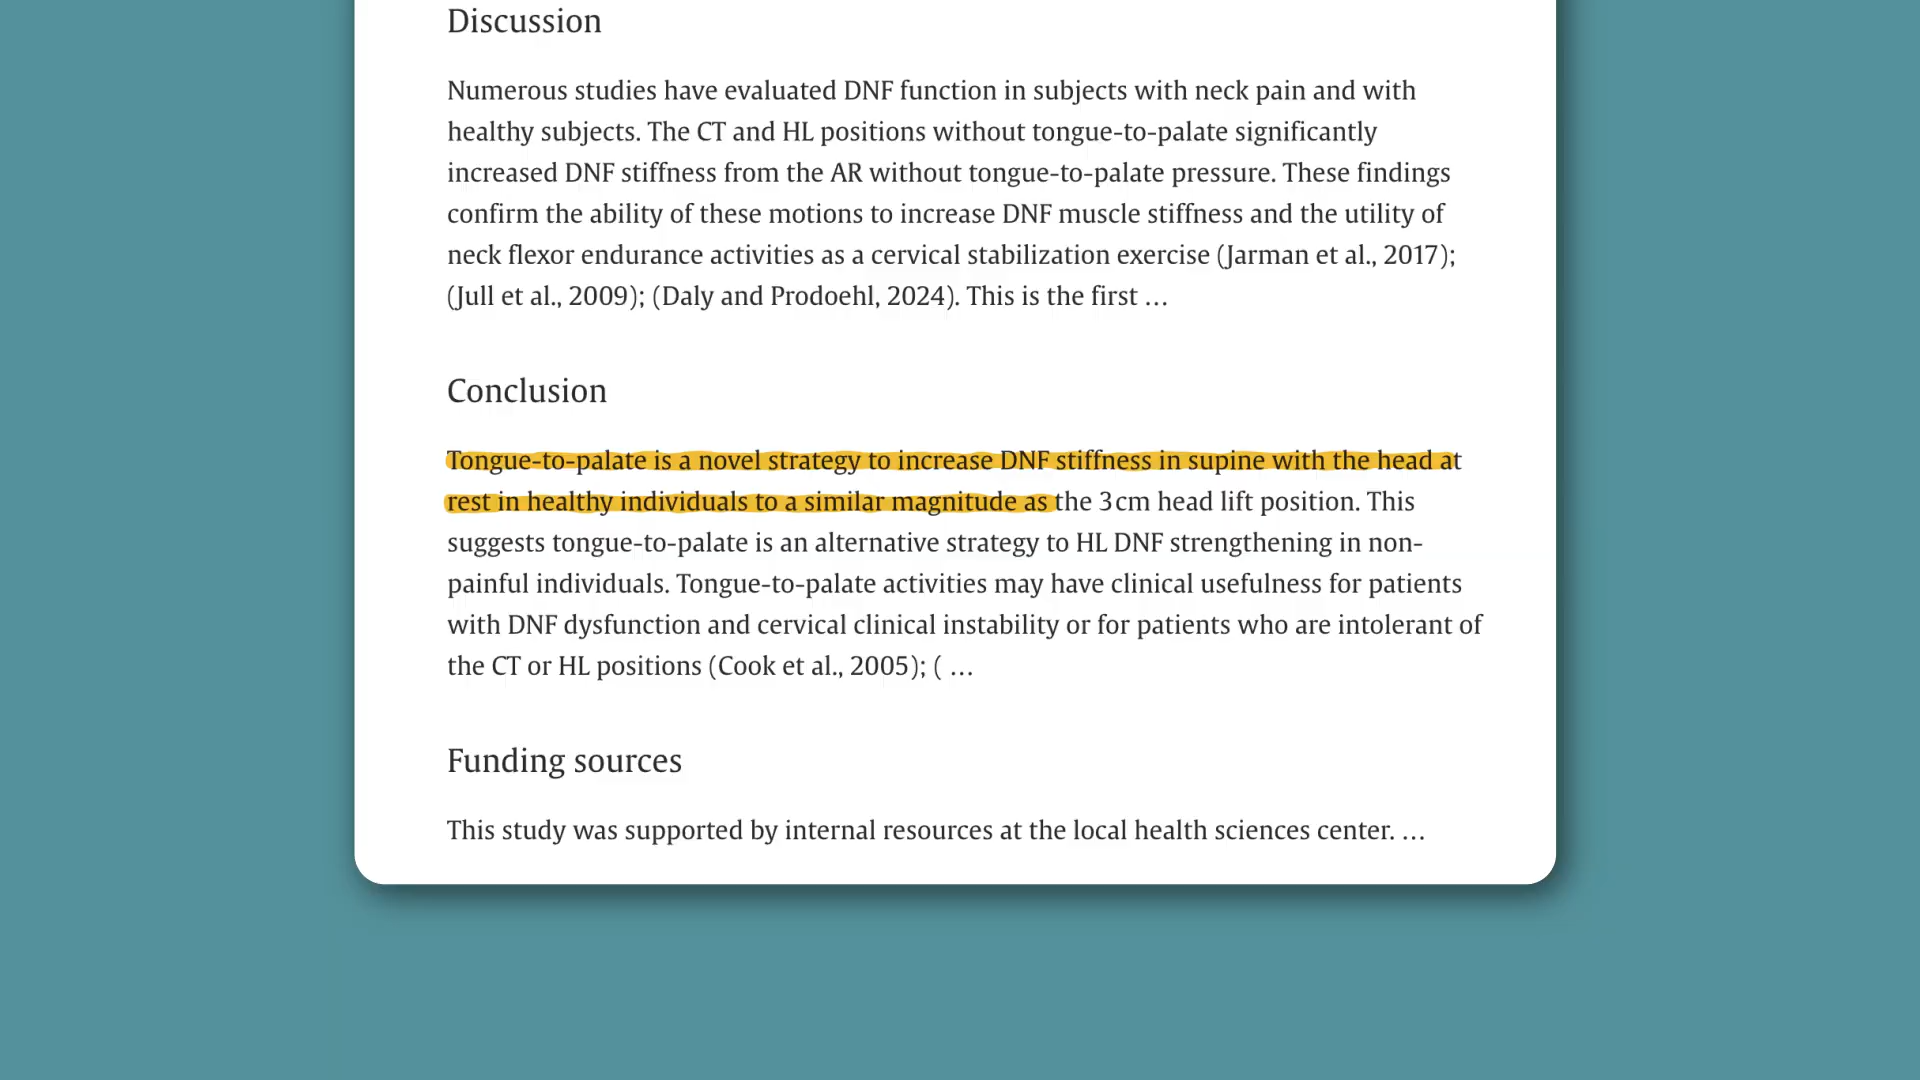 Discussion
Numerous studies have evaluated DNF function in subjects with neck pain and with
healthy subjects. The CT and HL positions without tongue-to-palate significantly
increased DNF stiffness from the AR without tongue-to-palate pressure. These findings
confirm the ability of these motions to increase DNF muscle stiffness and the utility of
neck flexor endurance activities as a cervical stabilization exercise (Jarman et al., 2017);
(Jull et al., 2009); (Daly and Prodoehl, 2024). This is the first …
Conclusion
Tongue-to-palate is a novel strategy to increase DNF stiffness in supine with the head at
rest in healthy individuals to a similar magnitude as the 3 cm head lift position. This
suggests tongue-to-palate is an alternative strategy to HL DNF strengthening in non-
painful individuals. Tongue-to-palate activities may have clinical usefulness for patients
with DNF dysfunction and cervical clinical instability or for patients who are intolerant of
the CT or HL positions (Cook et al., 2005); ( …
Funding sources
This study was supported by internal resources at the local health sciences center. …